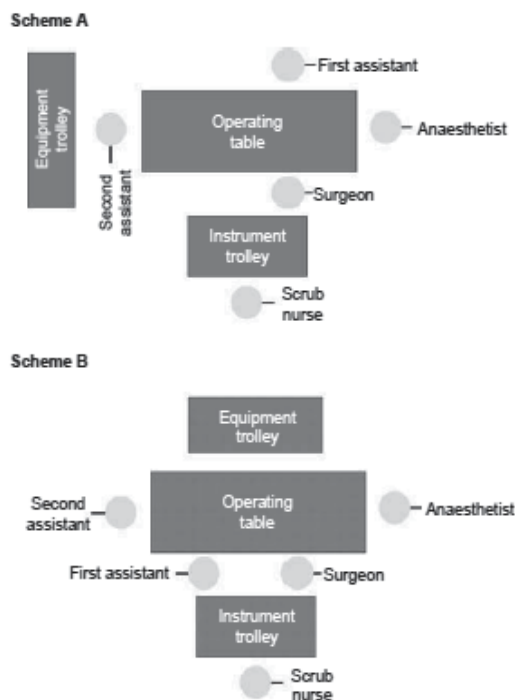 Scheme A
First assistant
Equipment
trolley
Operating
table
Anaesthetist
Second
assistant
Surgeon
Instrument
trolley
Scrub
nurse
Scheme B
Equipment
trolley
Second
assistant
Operating
table
Anaesthetist
First assistant
Surgeon
Instrument
trolley
Scrub
nurse